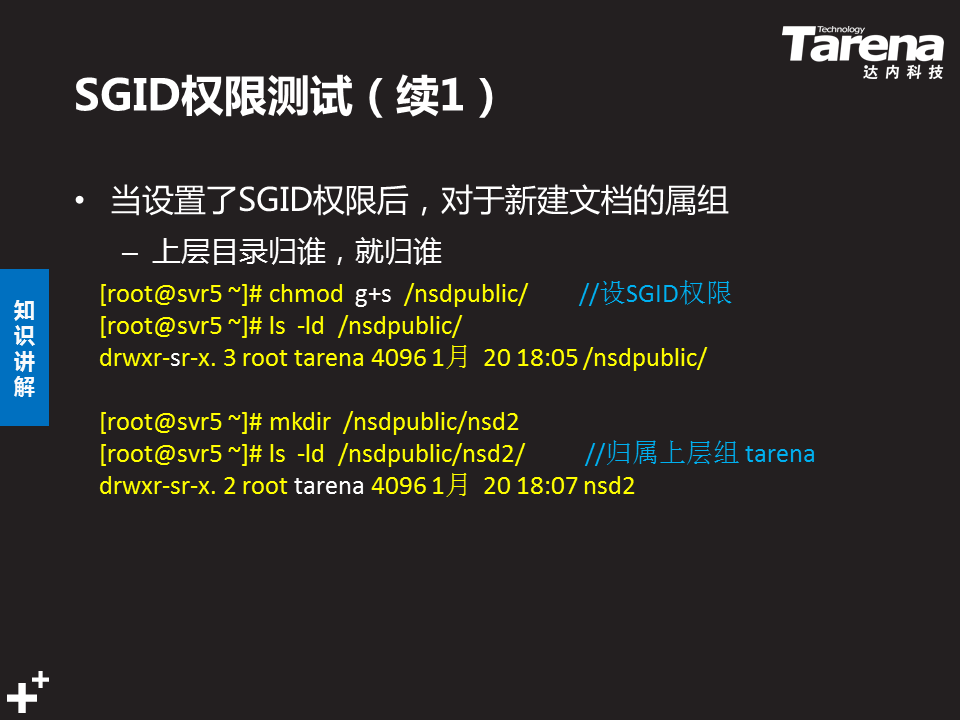 Technology
Tarena
达内科技
SGID权限测试（续1）
• 当设置了SGID权限后，对于新建文档的属组
– 上层目录归谁，就归谁
[root@svr5 ~]# chmod  g+s  /nsdpublic/        //设SGID权限
[root@svr5 ~]# ls  -ld  /nsdpublic/
drwxr-sr-x. 3 root tarena 4096 1月  20 18:05 /nsdpublic/
[root@svr5 ~]# mkdir  /nsdpublic/nsd2
[root@svr5 ~]# ls  -ld  /nsdpublic/nsd2/         //归属上层组 tarena
drwxr-sr-x. 2 root tarena 4096 1月  20 18:07 nsd2
知
识
讲
解